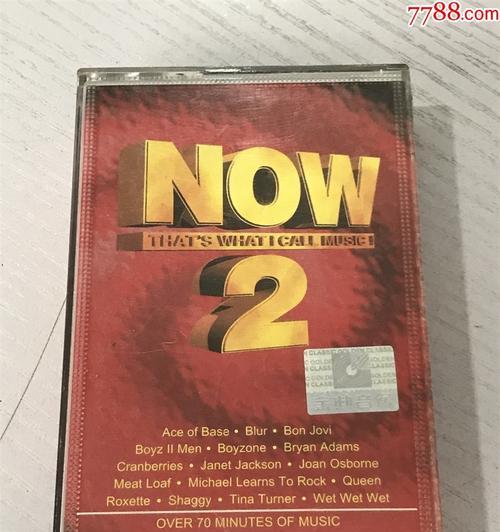 7788.com
NOW
THAT'S WHAT I CALL MUSIC!
2
GOLDEN CLASSIC
Ace of Base • Blur • Bon Jovi
Boyz II Men • Boyzone • Bryan Adams
Cranberries • Janet Jackson • Joan Osborne
Meat Loaf • Michael Learns To Rock • Queen
Roxette • Shaggy • Tina Turner • Wet Wet Wet
OVER 70 MINUTES OF MUSIC